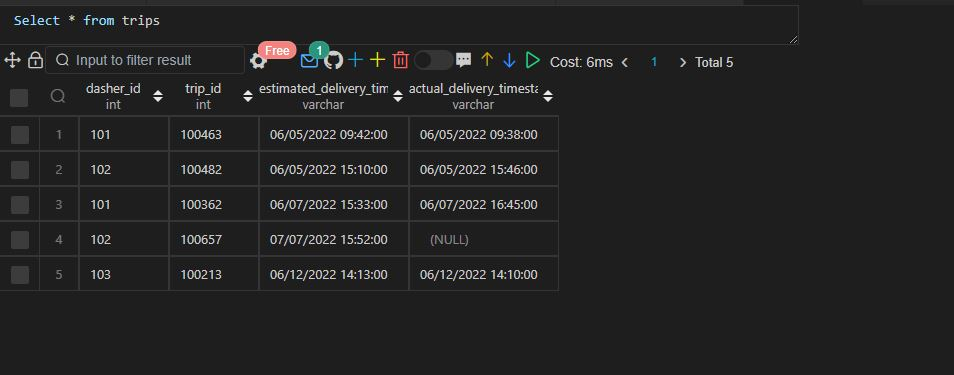 Select * from trips
Free
1
Input to filter result
Cost: 6ms
1
Total 5
dasher_id trip_id estimated_delivery_tim actual_delivery_timesta
int int varchar varchar
1 101 100463 06/05/2022 09:42:00 06/05/2022 09:38:00
2 102 100482 06/05/2022 15:10:00 06/05/2022 15:46:00
3 101 100362 06/07/2022 15:33:00 06/07/2022 16:45:00
4 102 100657 07/07/2022 15:52:00 (NULL)
5 103 100213 06/12/2022 14:13:00 06/12/2022 14:10:00